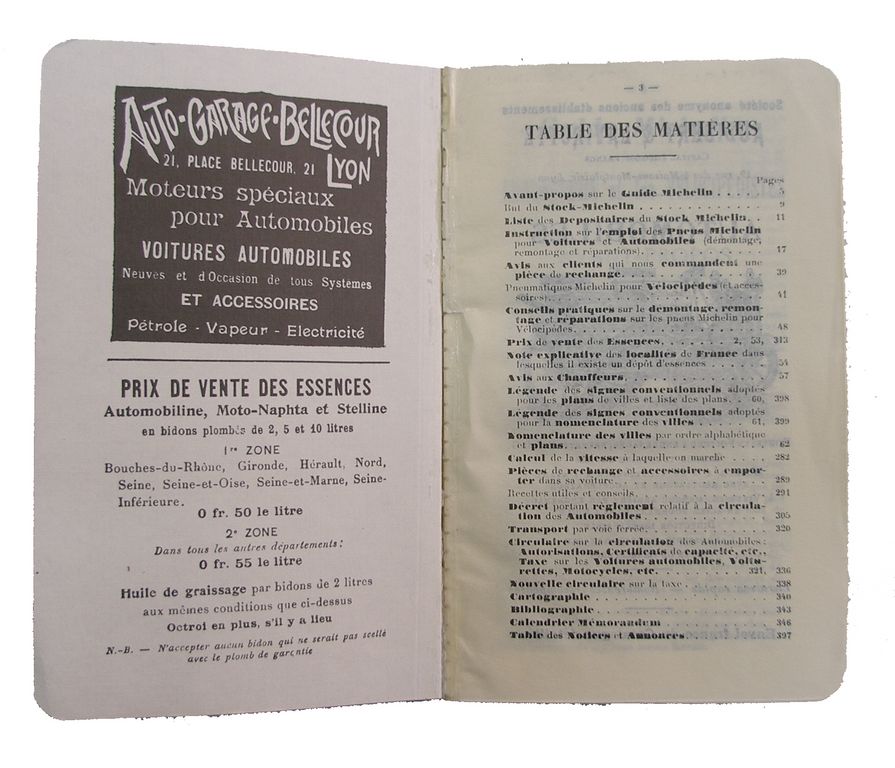 AUTO-GARAGE-BELLECOUR
21, PLACE BELLECOUR, 21 LYON
Moteurs spéciaux
pour Automobiles
VOITURES AUTOMOBILES
Neuves et d'Occasion de tous Systèmes
ET ACCESSOIRES
Pétrole - Vapeur - Electricité
PRIX DE VENTE DES ESSENCES
Automobiline, Moto-Naphta et Stelline
en bidons plombés de 2, 5 et 10 litres
1re ZONE
Bouches-du-Rhône, Gironde, Hérault, Nord,
Seine, Seine-et-Oise, Seine-et-Marne, Seine-
Inférieure.
0 fr. 50 le litre
2e ZONE
Dans tous les autres départements:
0 fr. 55 le litre
Huile de graissage par bidons de 2 litres
aux mêmes conditions que ci-dessus
Octroi en plus, s'il y a lieu
N.-B. — N'accepter aucun bidon qui ne serait pas scellé
avec le plomb de garantie
— 3 —
TABLE DES MATIÈRES
Pages
Avant-propos sur le Guide Michelin . . . . 5
But du Stock-Michelin . . . . . . . . 9
Liste des Depositaires du Stock Michelin. . 11
Instruction sur l'emploi des Pneus Michelin
pour Voitures et Automobiles (démontage,
remontage et réparations). . . . . . . . 17
Avis aux clients qui nous commandent une
pièce de rechange. . . . . . . . . . 39
Pneumatiques Michelin pour Vélocipèdes (et acces-
soires). . . . . . . . . . . . 41
Conseils pratiques sur le démontage, remon-
tage et réparations sur les pneus Michelin pour
Vélocipèdes. . . . . . . . . . . 48
Prix de vente des Essences. . . . . . . 2, 53, 313
Note explicative des localités de France dans
lesquelles il existe un dépôt d'essences . . . . 54
Avis aux Chauffeurs. . . . . . . . . 57
Légende des signes conventionnels adoptés
pour les plans de villes et liste des plans. . 60, 398
Légende des signes conventionnels adoptés
pour la nomenclature des villes . . . . 61, 399
Nomenclature des villes par ordre alphabétique
et plans. . . . . . . . . . . . 62
Calcul de la vitesse à laquelle on marche . . . . 282
Pièces de rechange et accessoires à empor-
ter dans sa voiture. . . . . . . . . . 289
Recettes utiles et conseils. . . . . . . . 291
Décret portant règlement relatif à la circula-
tion des Automobiles. . . . . . . . . 305
Transport par voie ferrée. . . . . . . . 320
Circulaire sur la circulation des Automobiles :
Autorisations, Certificats de capacité, etc.,
Taxe sur les Voitures automobiles, Voitu-
rettes, Motocycles, etc. . . . . . . . 321, 336
Nouvelle circulaire sur la taxe. . . . . . . 338
Cartographie . . . . . . . . . . . 340
Bibliographie . . . . . . . . . . . 343
Calendrier Mémorandum . . . . . . . . 346
Table des Notices et Annonces. . . . . . . 397